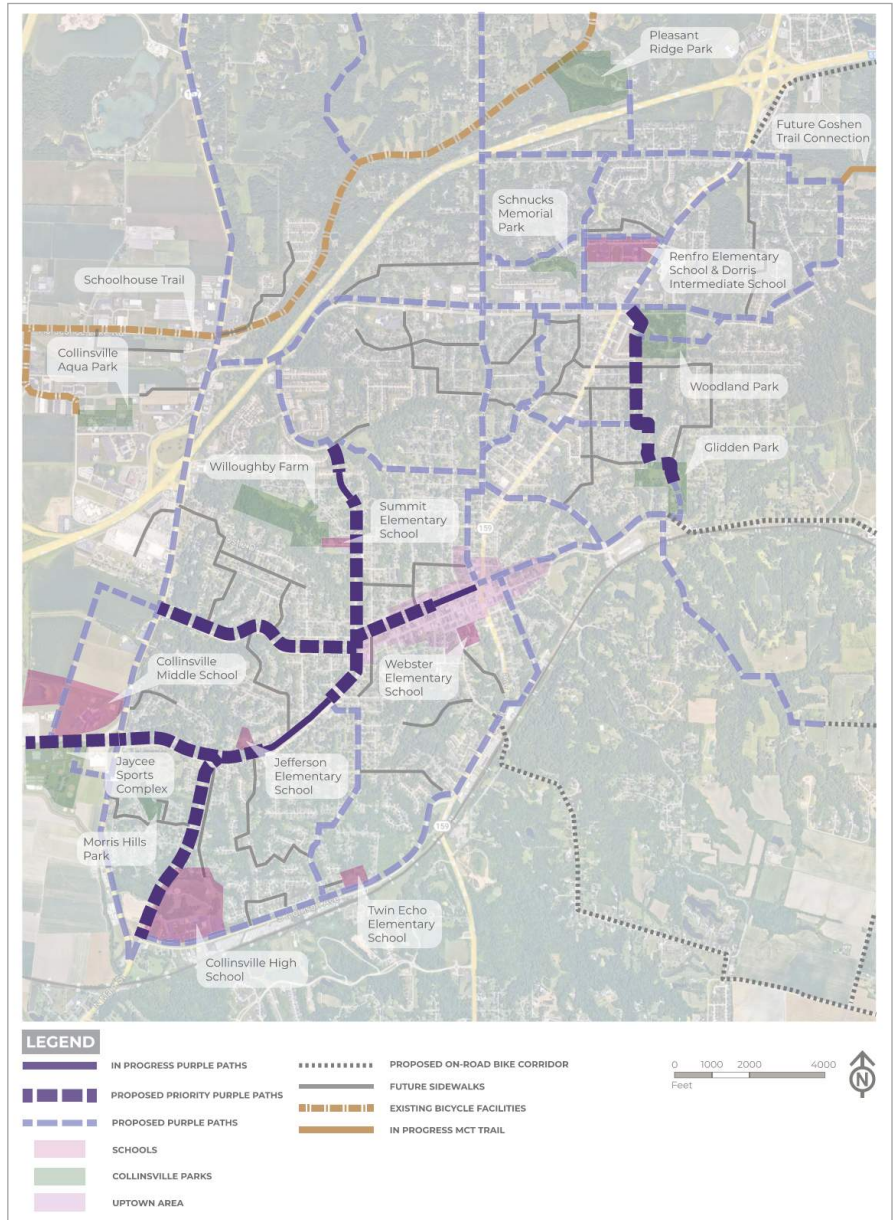 Pleasant
Ridge Park
Future Goshen
Trail Connection
Schnucks
Memorial
Park
Renfro Elementary
School & Dorris
Intermediate School
Schoolhouse Trail
Collinsville
Aqua Park
Woodland Park
Glidden Park
Willoughby Farm
Summit
Elementary
School
159
Collinsville
Middle School
Webster
Elementary
School
Jaycee
Sports
Complex
Jefferson
Elementary
School
Morris Hills
Park
159
Twin Echo
Elementary
School
Collinsville High
School
LEGEND
IN PROGRESS PURPLE PATHS
PROPOSED PRIORITY PURPLE PATHS
PROPOSED PURPLE PATHS
SCHOOLS
COLLINSVILLE PARKS
UPTOWN AREA
PROPOSED ON-ROAD BIKE CORRIDOR
FUTURE SIDEWALKS
EXISTING BICYCLE FACILITIES
IN PROGRESS MCT TRAIL
0 1000 2000 4000
Feet
N